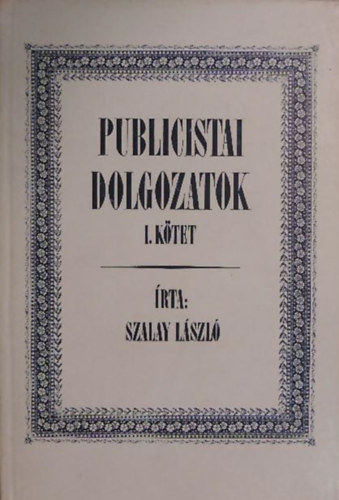 PUBLICISTAI
DOLGOZATOK
I. KÖTET
ÍRTA:
SZALAY LÁSZLÓ